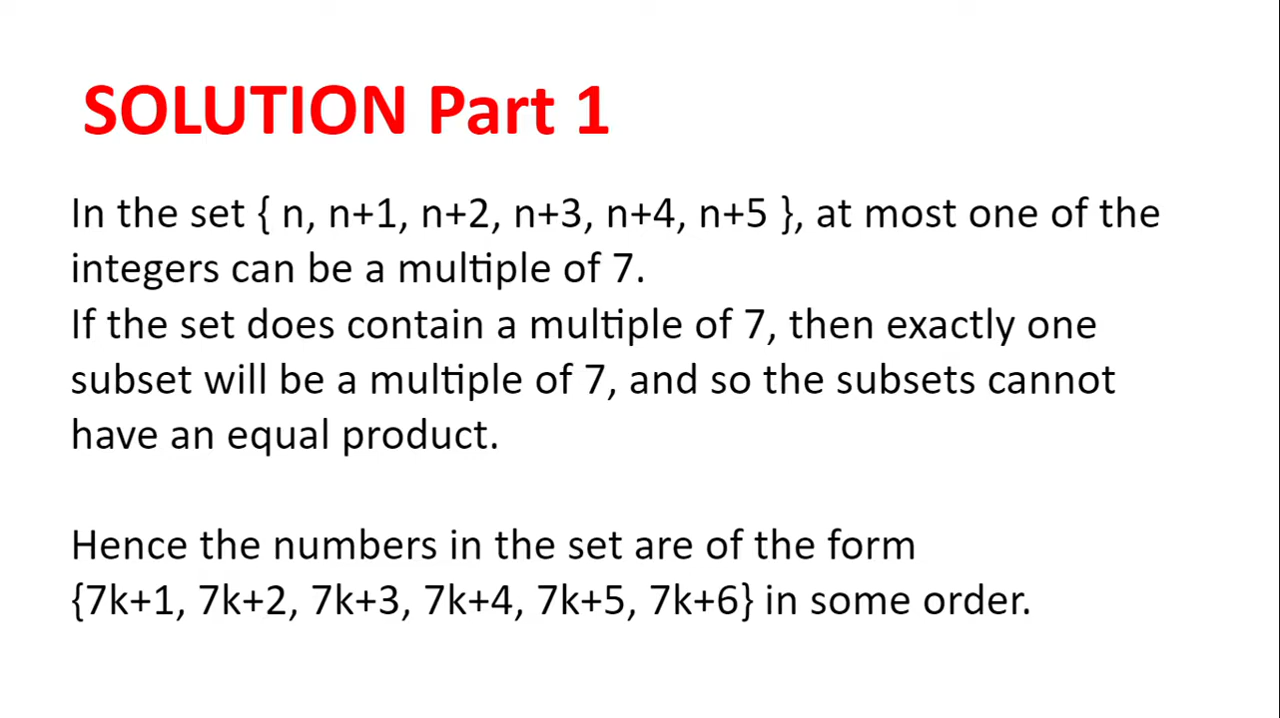 SOLUTION Part 1
In the set { n, n+1, n+2, n+3, n+4, n+5 }, at most one of the
integers can be a multiple of 7.
If the set does contain a multiple of 7, then exactly one
subset will be a multiple of 7, and so the subsets cannot
have an equal product.
Hence the numbers in the set are of the form
{7k+1, 7k+2, 7k+3, 7k+4, 7k+5, 7k+6} in some order.